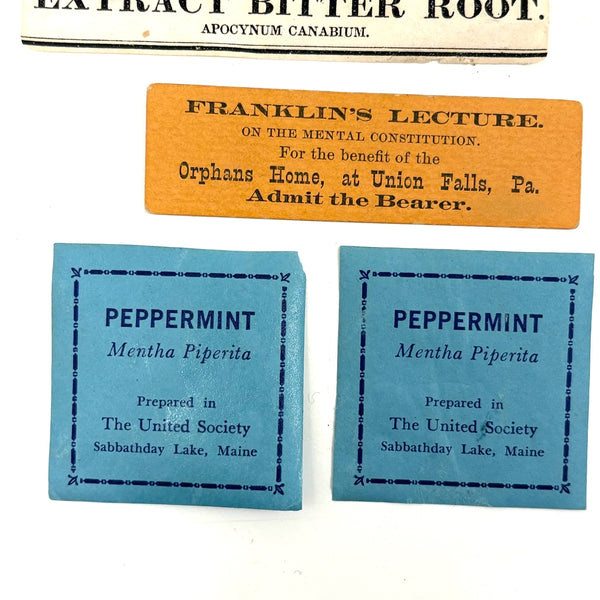 EXTRACT BITTER ROOT.
APOCYNUM CANABIUM.
FRANKLIN'S LECTURE.
ON THE MENTAL CONSTITUTION.
For the benefit of the
Orphans Home, at Union Falls, Pa.
Admit the Bearer.
PEPPERMINT
Mentha Piperita
Prepared in
The United Society
Sabbathday Lake, Maine
PEPPERMINT
Mentha Piperita
Prepared in
The United Society
Sabbathday Lake, Maine